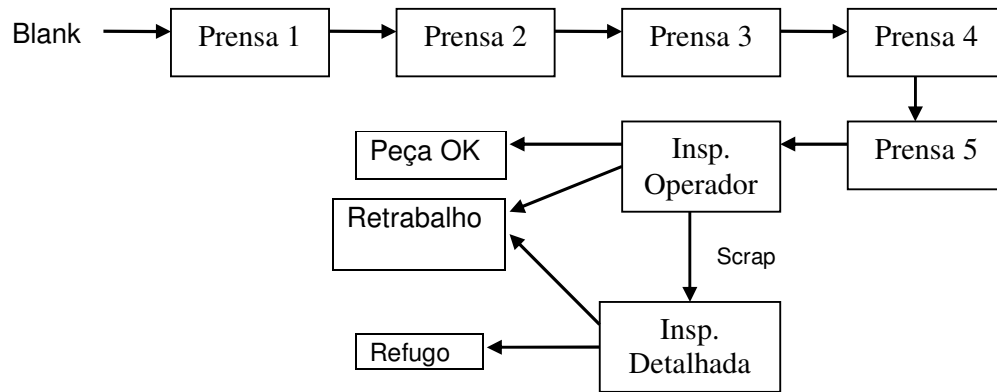 Blank
Prensa 1
Prensa 2
Prensa 3
Prensa 4
Peça OK
Insp.
Operador
Prensa 5
Retrabalho
Scrap
Insp.
Detalhada
Refugo